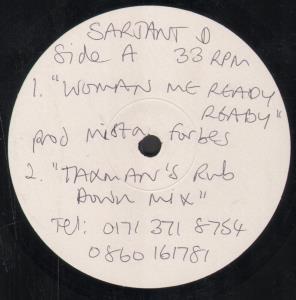 SARJANT D
Side A 33 RPM
1. "WOMAN ME READY
READY"
prod mista forbes
2. "TAXMAN'S RUB
DOWN MIX"
Tel: 0171 371 8754
0860 161781